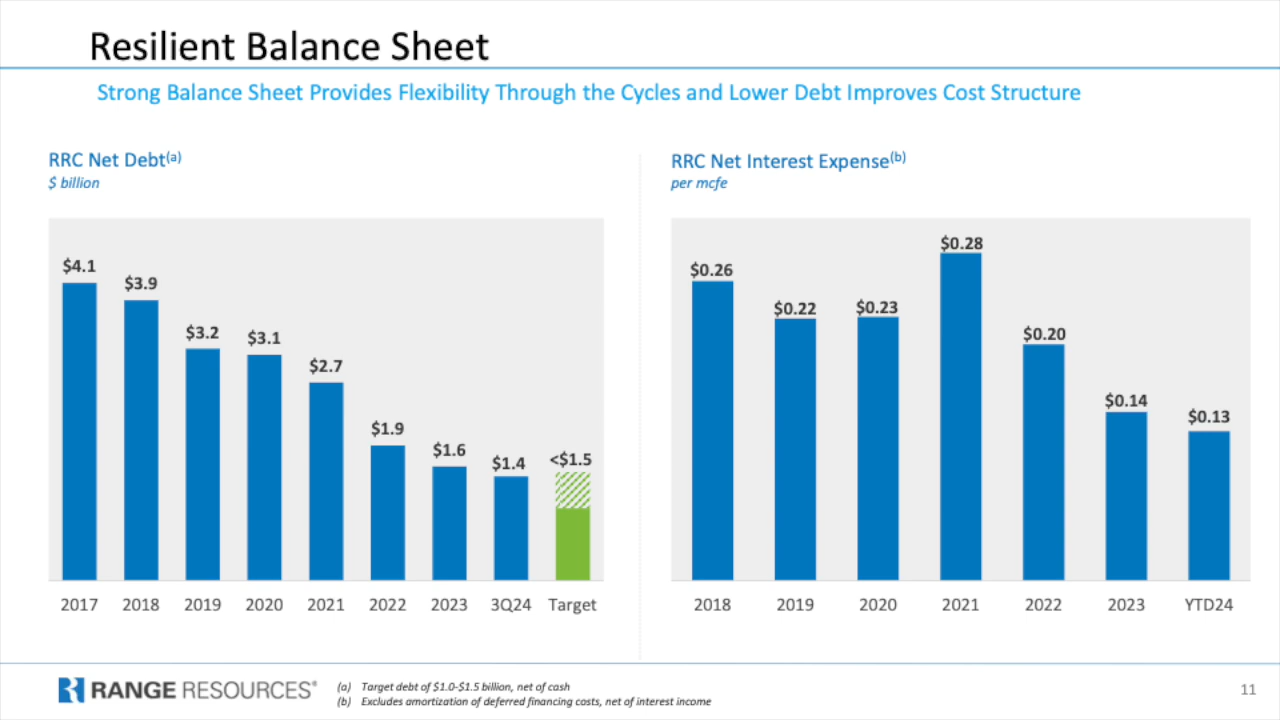 Resilient Balance Sheet
Strong Balance Sheet Provides Flexibility Through the Cycles and Lower Debt Improves Cost Structure
RRC Net Debt(a)
$ billion
$4.1
$3.9
$3.2
$3.1
$2.7
$1.9
$1.6
$1.4
<$1.5
2017 2018 2019 2020 2021 2022 2023 3Q24 Target
RRC Net Interest Expense(b)
per mcfe
$0.26
$0.22
$0.23
$0.28
$0.20
$0.14
$0.13
2018 2019 2020 2021 2022 2023 YTD24
RANGE RESOURCES®
(a) Target debt of $1.0-$1.5 billion, net of cash
(b) Excludes amortization of deferred financing costs, net of interest income
11